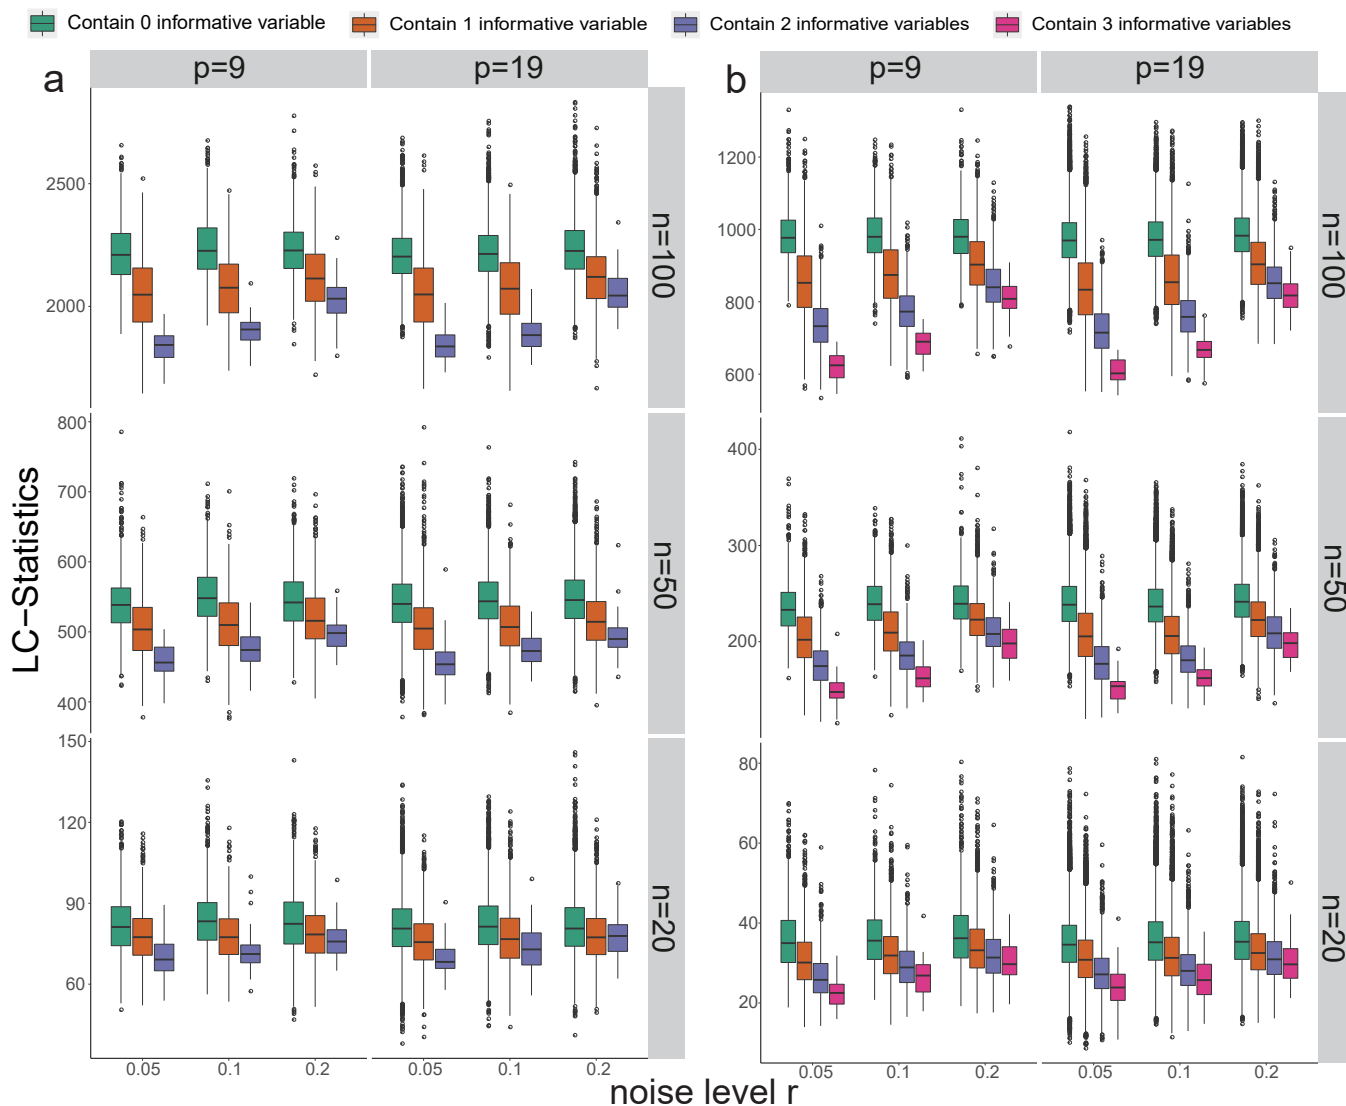 Contain 0 informative variable Contain 1 informative variable Contain 2 informative variables Contain 3 informative variables
a p=9 p=19 b p=9 p=19
2500
2000
n=100
1200
1000
800
600
n=100
LC−Statistics
800
700
600
500
400
n=50
400
300
200
n=50
150
120
90
60
n=20
80
60
40
20
n=20
0.05 0.1 0.2 0.05 0.1 0.2 0.05 0.1 0.2 0.05 0.1 0.2
noise level r